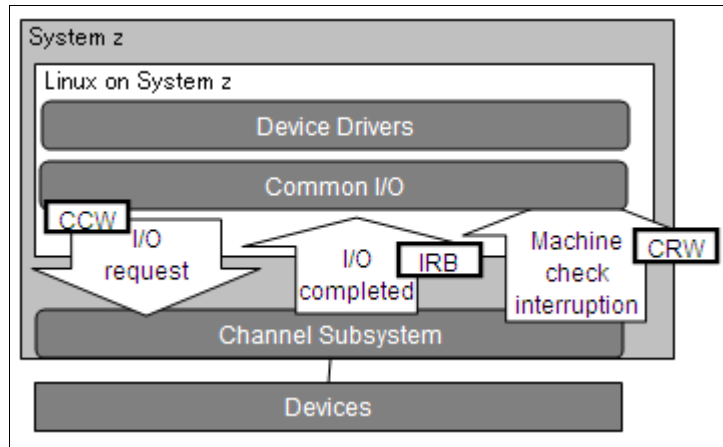 System z
Linux on System z
Device Drivers
Common I/O
CCW
I/O
request
I/O
completed
IRB
Machine
check
interruption
CRW
Channel Subsystem
Devices